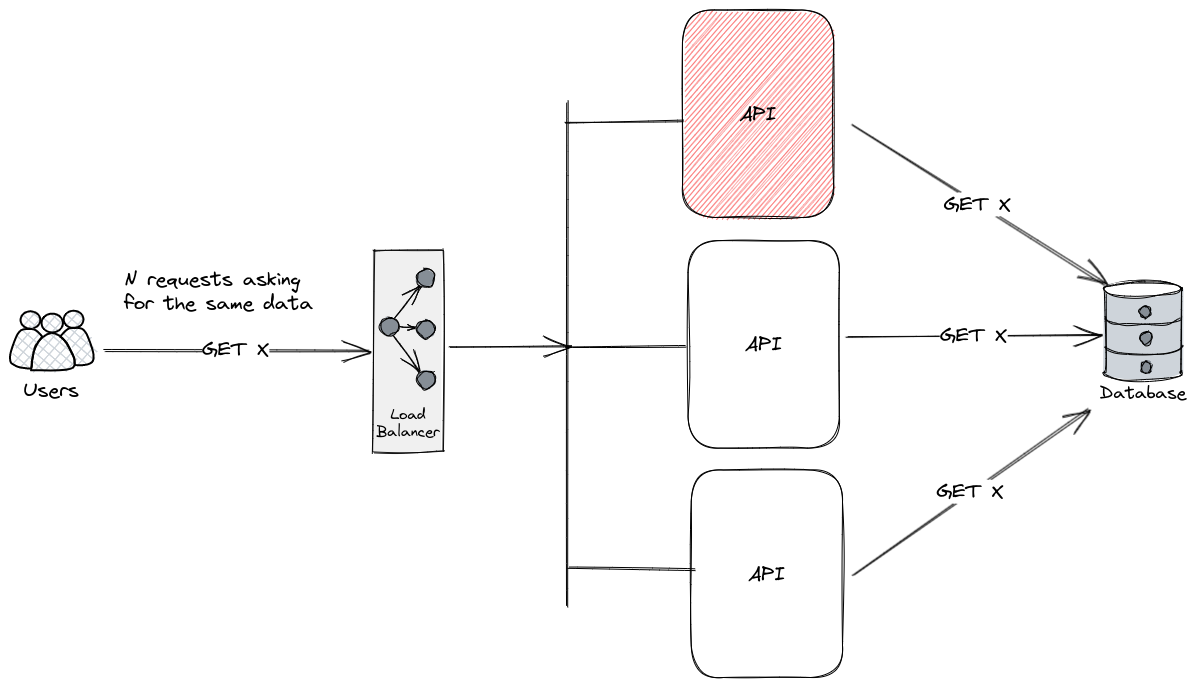 API
GET X
N requests asking
for the same data
GET X
Users
Load
Balancer
API
GET X
Database
API
GET X